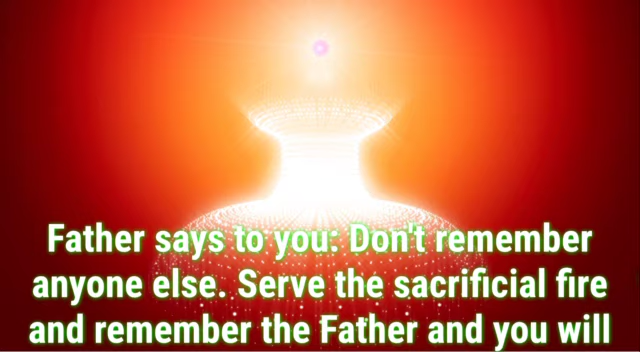 Father says to you: Don't remember
anyone else. Serve the sacrificial fire
and remember the Father and you will